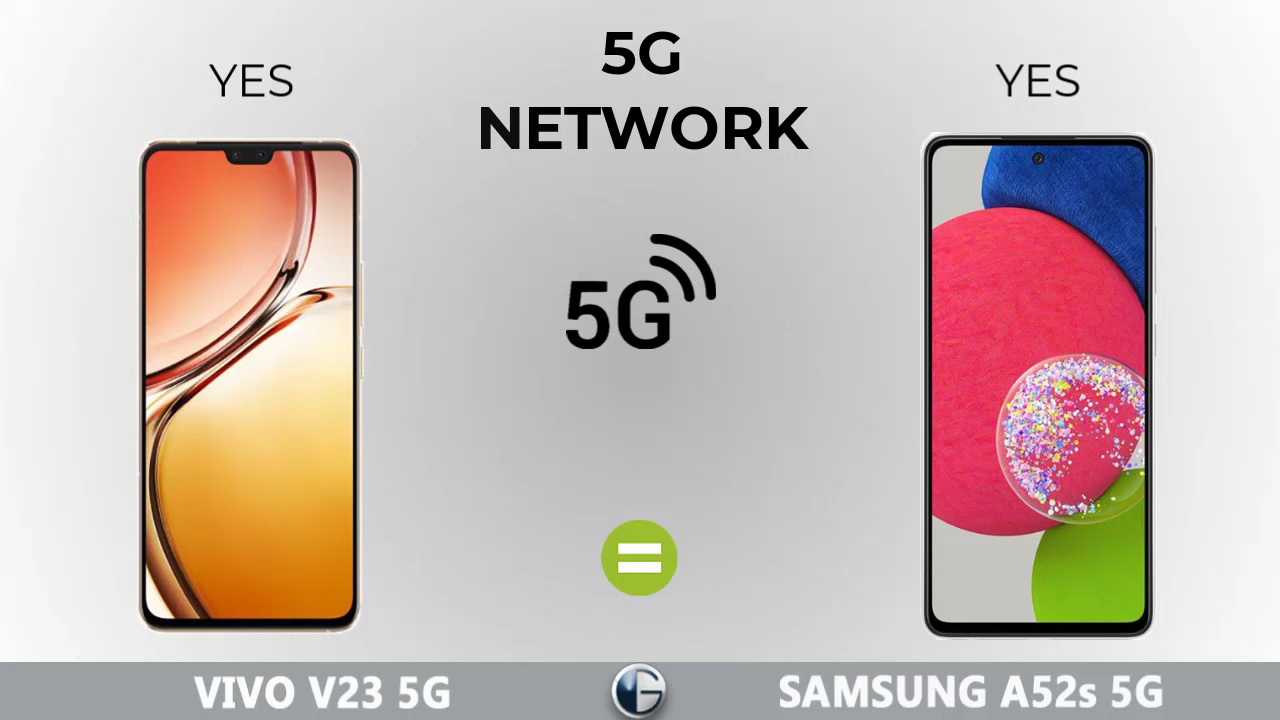 5G
NETWORK
YES
YES
5G
VIVO V23 5G
G
SAMSUNG A52s 5G